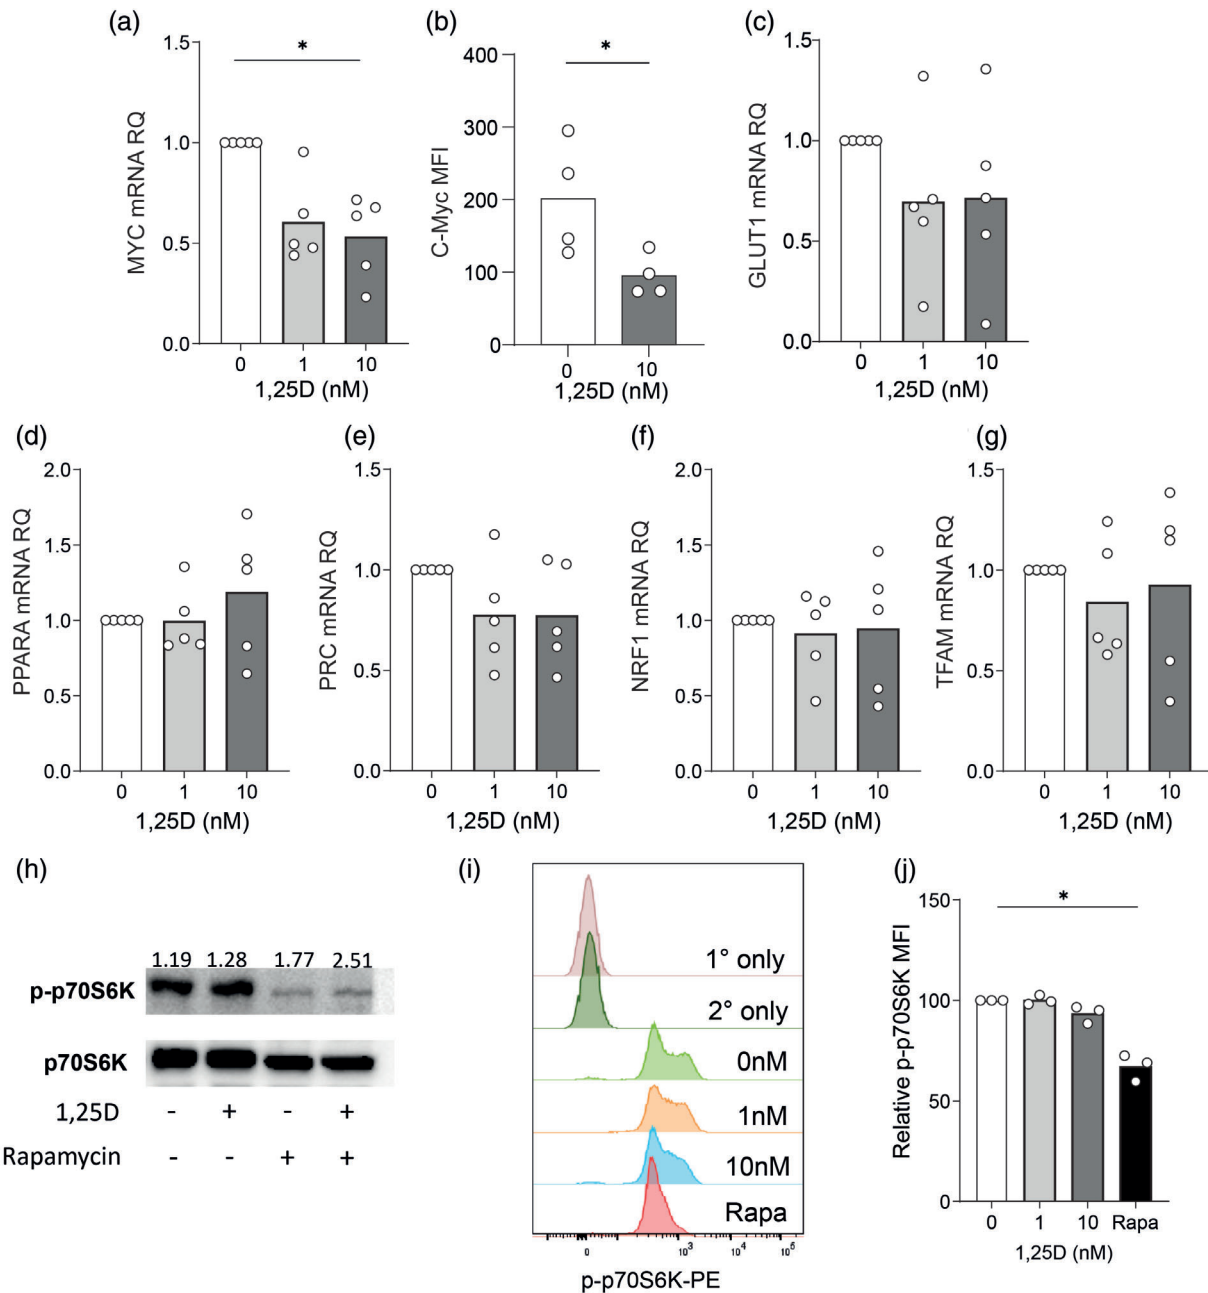 (a)
1.5
1.0
0.5
0.0
MYC mRNA RQ
*
0 1 10
1,25D (nM)
(b)
400
300
200
100
0
C-Myc MFI
*
0 10
1,25D (nM)
(c)
1.5
1.0
0.5
0.0
GLUT1 mRNA RQ
0 1 10
1,25D (nM)
(d)
2.0
1.5
1.0
0.5
0.0
PPARA mRNA RQ
0 1 10
1,25D (nM)
(e)
1.5
1.0
0.5
0.0
PRC mRNA RQ
0 1 10
1,25D (nM)
(f)
2.0
1.5
1.0
0.5
0.0
NRF1 mRNA RQ
0 1 10
1,25D (nM)
(g)
1.5
1.0
0.5
0.0
TFAM mRNA RQ
0 1 10
1,25D (nM)
(h)
1.19 1.28 1.77 2.51
p-p70S6K
p70S6K
1,25D - + - +
Rapamycin - - + +
(i)
1° only
2° only
0nM
1nM
10nM
Rapa
0 10³ 10⁴ 10⁵
p-p70S6K-PE
(j)
150
100
50
0
Relative p-p70S6K MFI
*
0 1 10 Rapa
1,25D (nM)